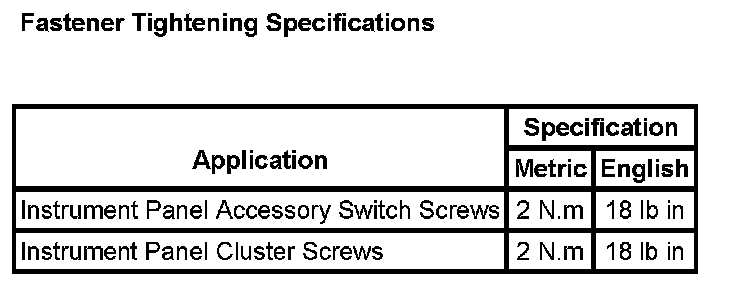 Fastener Tightening Specifications
Specification
Application
Metric English
Instrument Panel Accessory Switch Screws 2 N.m 18 lb in
Instrument Panel Cluster Screws 2 N.m 18 lb in